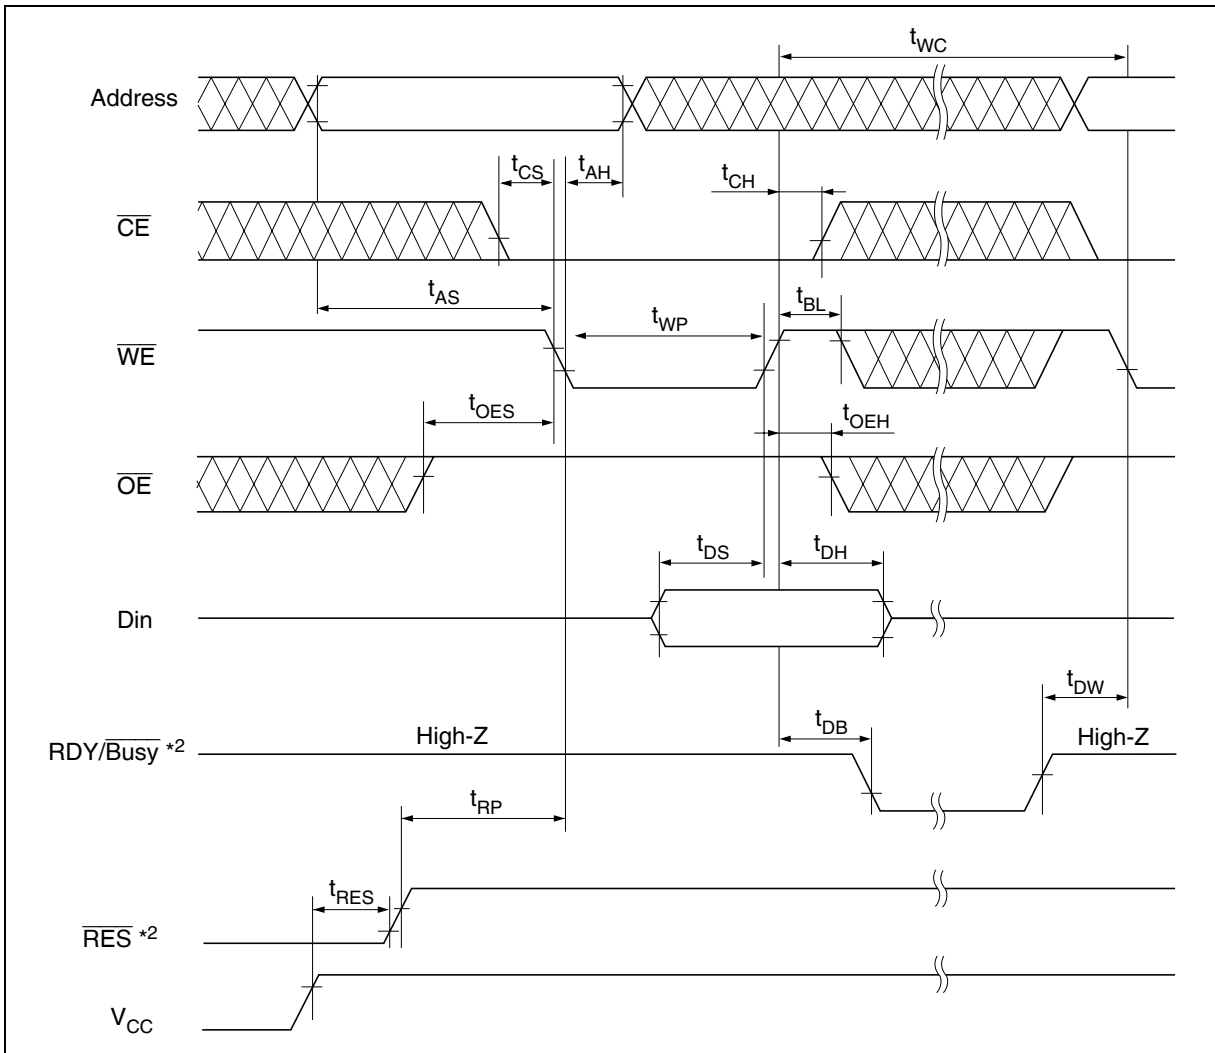 tWC
Address
tCS
tAH
tCH
CE
tAS
tBL
tWP
WE
tOES
tOEH
OE
tDS
tDH
Din
tDW
tDB
High-Z
High-Z
RDY/Busy *2
tRP
tRES
RES *2
VCC